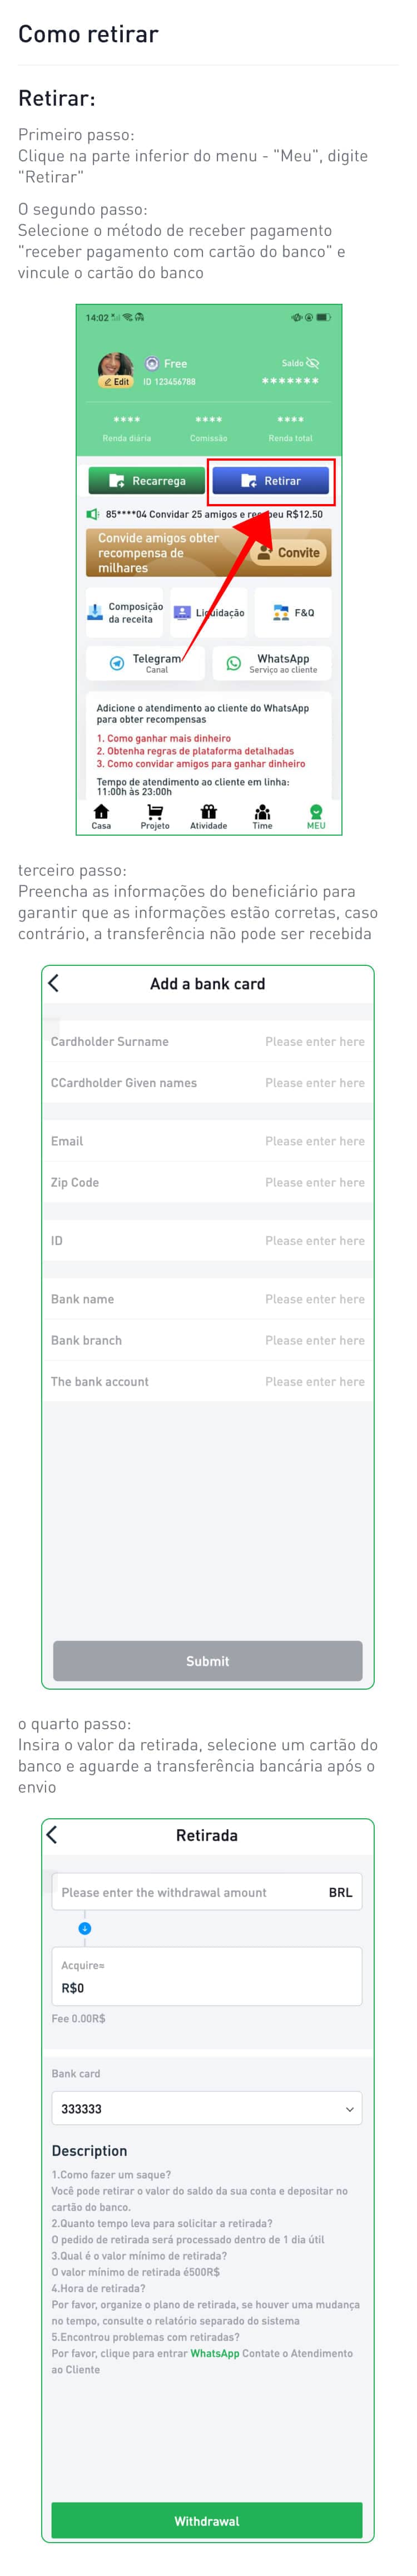 Como retirar
Retirar:
Primeiro passo:
Clique na parte inferior do menu - "Meu", digite
"Retirar"
O segundo passo:
Selecione o método de receber pagamento
"receber pagamento com cartão do banco" e
vincule o cartão do banco
14:02
Free
Saldo
Edit
ID 123456788
*******
**** **** ****
Renda diária Comissão Renda total
Recarrega Retirar
85****04 Convidar 25 amigos e recebeu R$12.50
Convide amigos obter
recompensa de
milhares
Convite
Composição
da receita
Liquidação
F&Q
Telegram
Canal
WhatsApp
Serviço ao cliente
Adicione o atendimento ao cliente do WhatsApp
para obter recompensas
1. Como ganhar mais dinheiro
2. Obtenha regras de plataforma detalhadas
3. Como convidar amigos para ganhar dinheiro
Tempo de atendimento ao cliente em linha:
11:00h às 23:00h
Casa Projeto Atividade Time MEU
terceiro passo:
Preencha as informações do beneficiário para
garantir que as informações estão corretas, caso
contrário, a transferência não pode ser recebida
Add a bank card
Cardholder Surname Please enter here
CCardholder Given names Please enter here
Email Please enter here
Zip Code Please enter here
ID Please enter here
Bank name Please enter here
Bank branch Please enter here
The bank account Please enter here
Submit
o quarto passo:
Insira o valor da retirada, selecione um cartão do
banco e aguarde a transferência bancária após o
envio
Retirada
Please enter the withdrawal amount BRL
Acquire≈
R$0
Fee 0.00R$
Bank card
333333
Description
1.Como fazer um saque?
Você pode retirar o valor do saldo da sua conta e depositar no
cartão do banco.
2.Quanto tempo leva para solicitar a retirada?
O pedido de retirada será processado dentro de 1 dia útil
3.Qual é o valor mínimo de retirada?
O valor mínimo de retirada é500R$
4.Hora de retirada?
Por favor, organize o plano de retirada, se houver uma mudança
no tempo, consulte o relatório separado do sistema
5.Encontrou problemas com retiradas?
Por favor, clique para entrar WhatsApp Contate o Atendimento
ao Cliente
Withdrawal